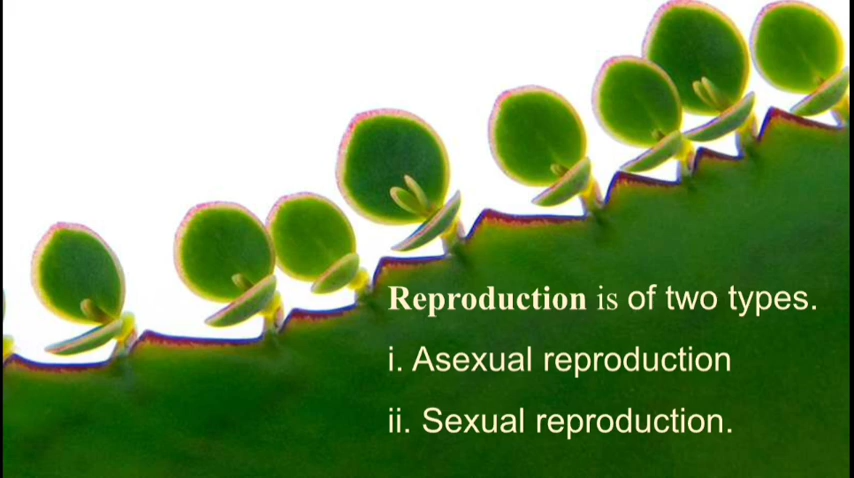 Reproduction is of two types.
i. Asexual reproduction
ii. Sexual reproduction.